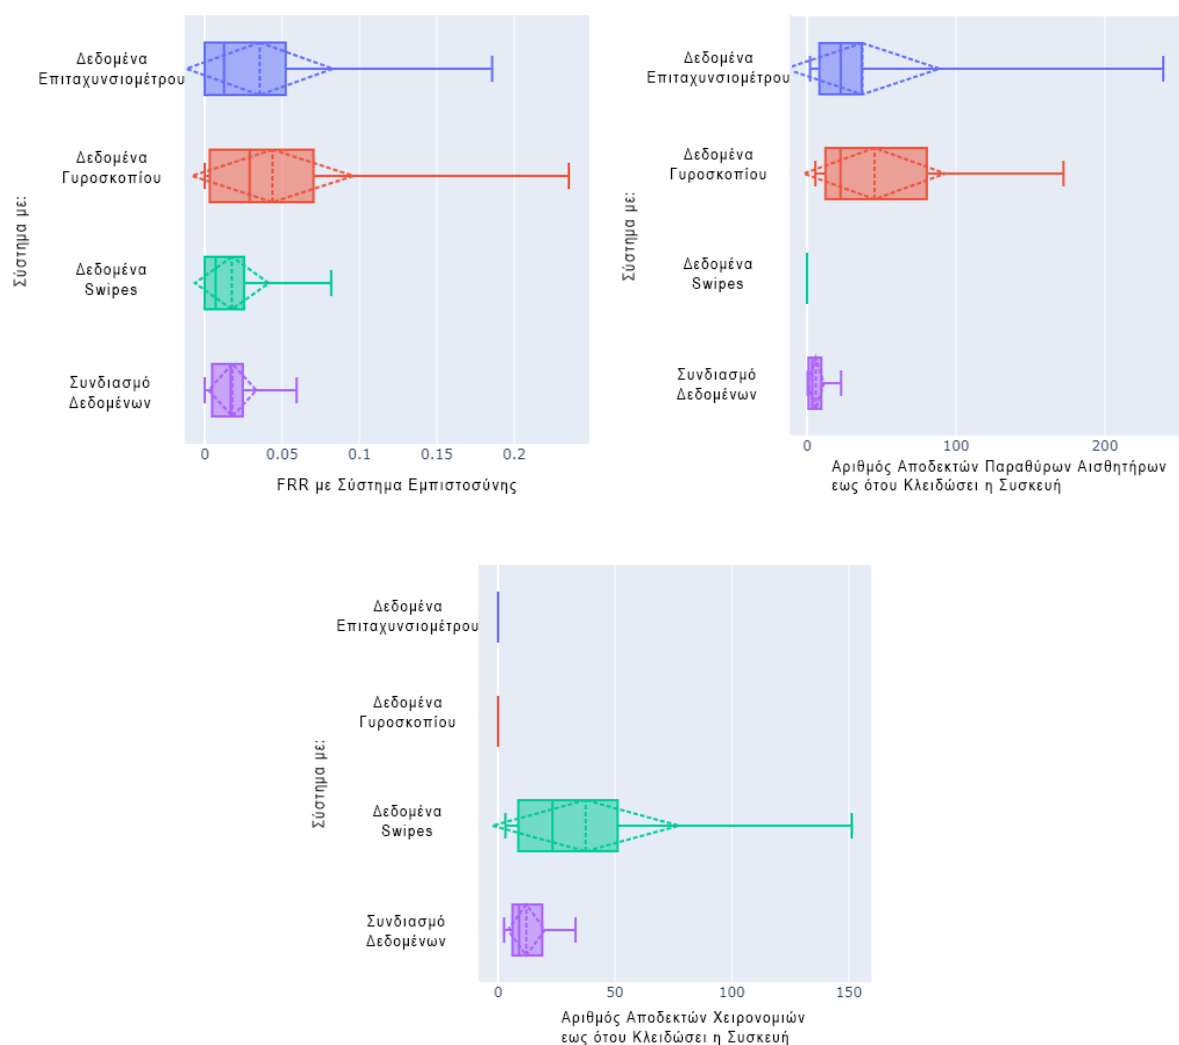 Δεδομένα
Επιταχυνσιομέτρου
Δεδομένα
Γυροσκοπίου
Δεδομένα
Swipes
Συνδιασμό
Δεδομένων
Σύστημα με:
0 0.05 0.1 0.15 0.2
FRR με Σύστημα Εμπιστοσύνης
Δεδομένα
Επιταχυνσιομέτρου
Δεδομένα
Γυροσκοπίου
Δεδομένα
Swipes
Συνδιασμό
Δεδομένων
Σύστημα με:
0 100 200
Αριθμός Αποδεκτών Παραθύρων Αισθητήρων
εως ότου Κλειδώσει η Συσκευή
Δεδομένα
Επιταχυνσιομέτρου
Δεδομένα
Γυροσκοπίου
Δεδομένα
Swipes
Συνδιασμό
Δεδομένων
Σύστημα με:
0 50 100 150
Αριθμός Αποδεκτών Χειρονομιών
εως ότου Κλειδώσει η Συσκευή